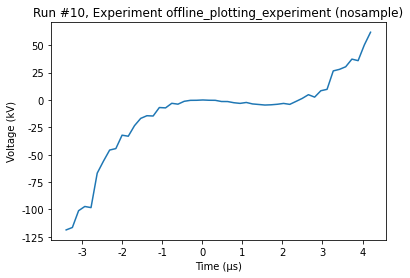 Run #10, Experiment offline_plotting_experiment (nosample)
Voltage (kV)
50
25
0
-25
-50
-75
-100
-125
-3 -2 -1 0 1 2 3 4
Time (μs)